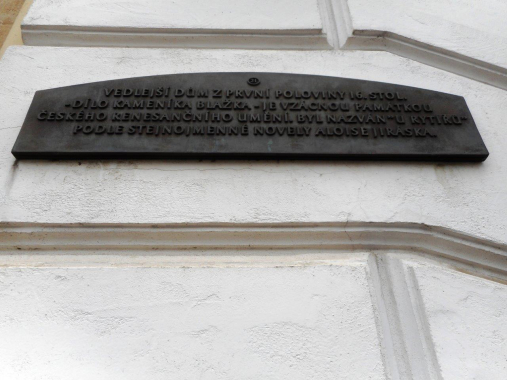 VEDLEJŠÍ DŮM Z PRVNÍ POLOVINY 16. STOL.
-DÍLO KAMENÍKA BLAŽKA- JE VZÁCNOU PAMÁTKOU
ČESKÉHO RENESANČNÍHO UMĚNÍ. BYL NAZVÁN "U RYTÍŘŮ"
PODLE STEJNOJMENNÉ NOVELY ALOISE JIRÁSKA.